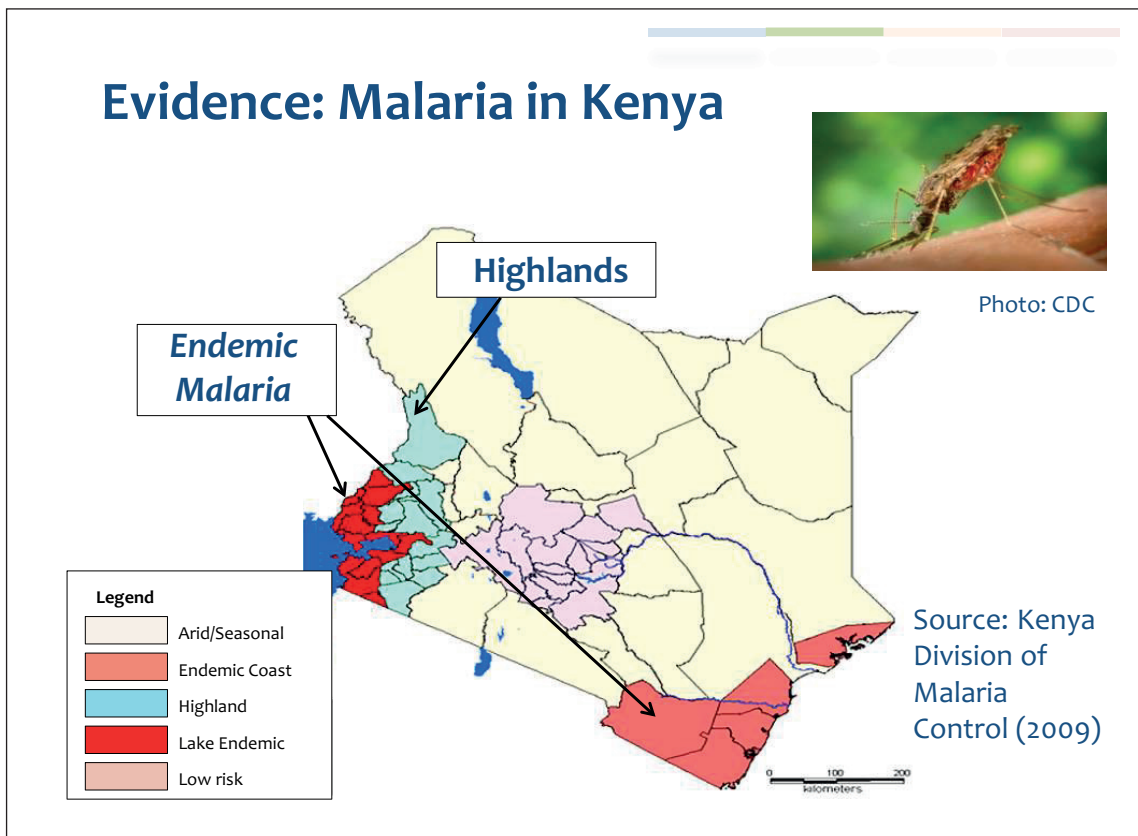 Evidence: Malaria in Kenya
Highlands
Photo: CDC
Endemic
Malaria
Legend
Arid/Seasonal
Endemic Coast
Highland
Lake Endemic
Low risk
Source: Kenya
Division of
Malaria
Control (2009)
0 100 200
kilometers